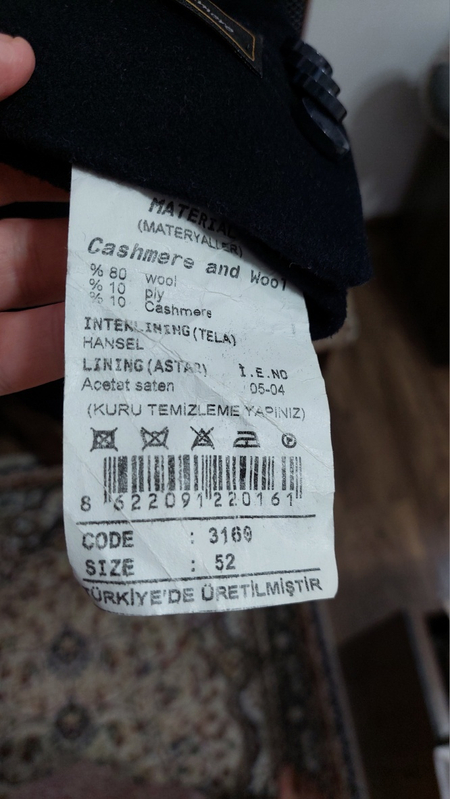 MATERIAL
(MATERYALLER)
Cashmere and Wool
% 80 wool
% 10 ply
% 10 Cashmere
INTERLINING(TELA)
HANSEL
LINING(ASTAR) İ.E.NO
Acetat saten 05-04
(KURU TEMİZLEME YAPINIZ)
P
8 622091 220161
CODE : 3160
SIZE : 52
TÜRKİYE'DE ÜRETİLMİŞTİR